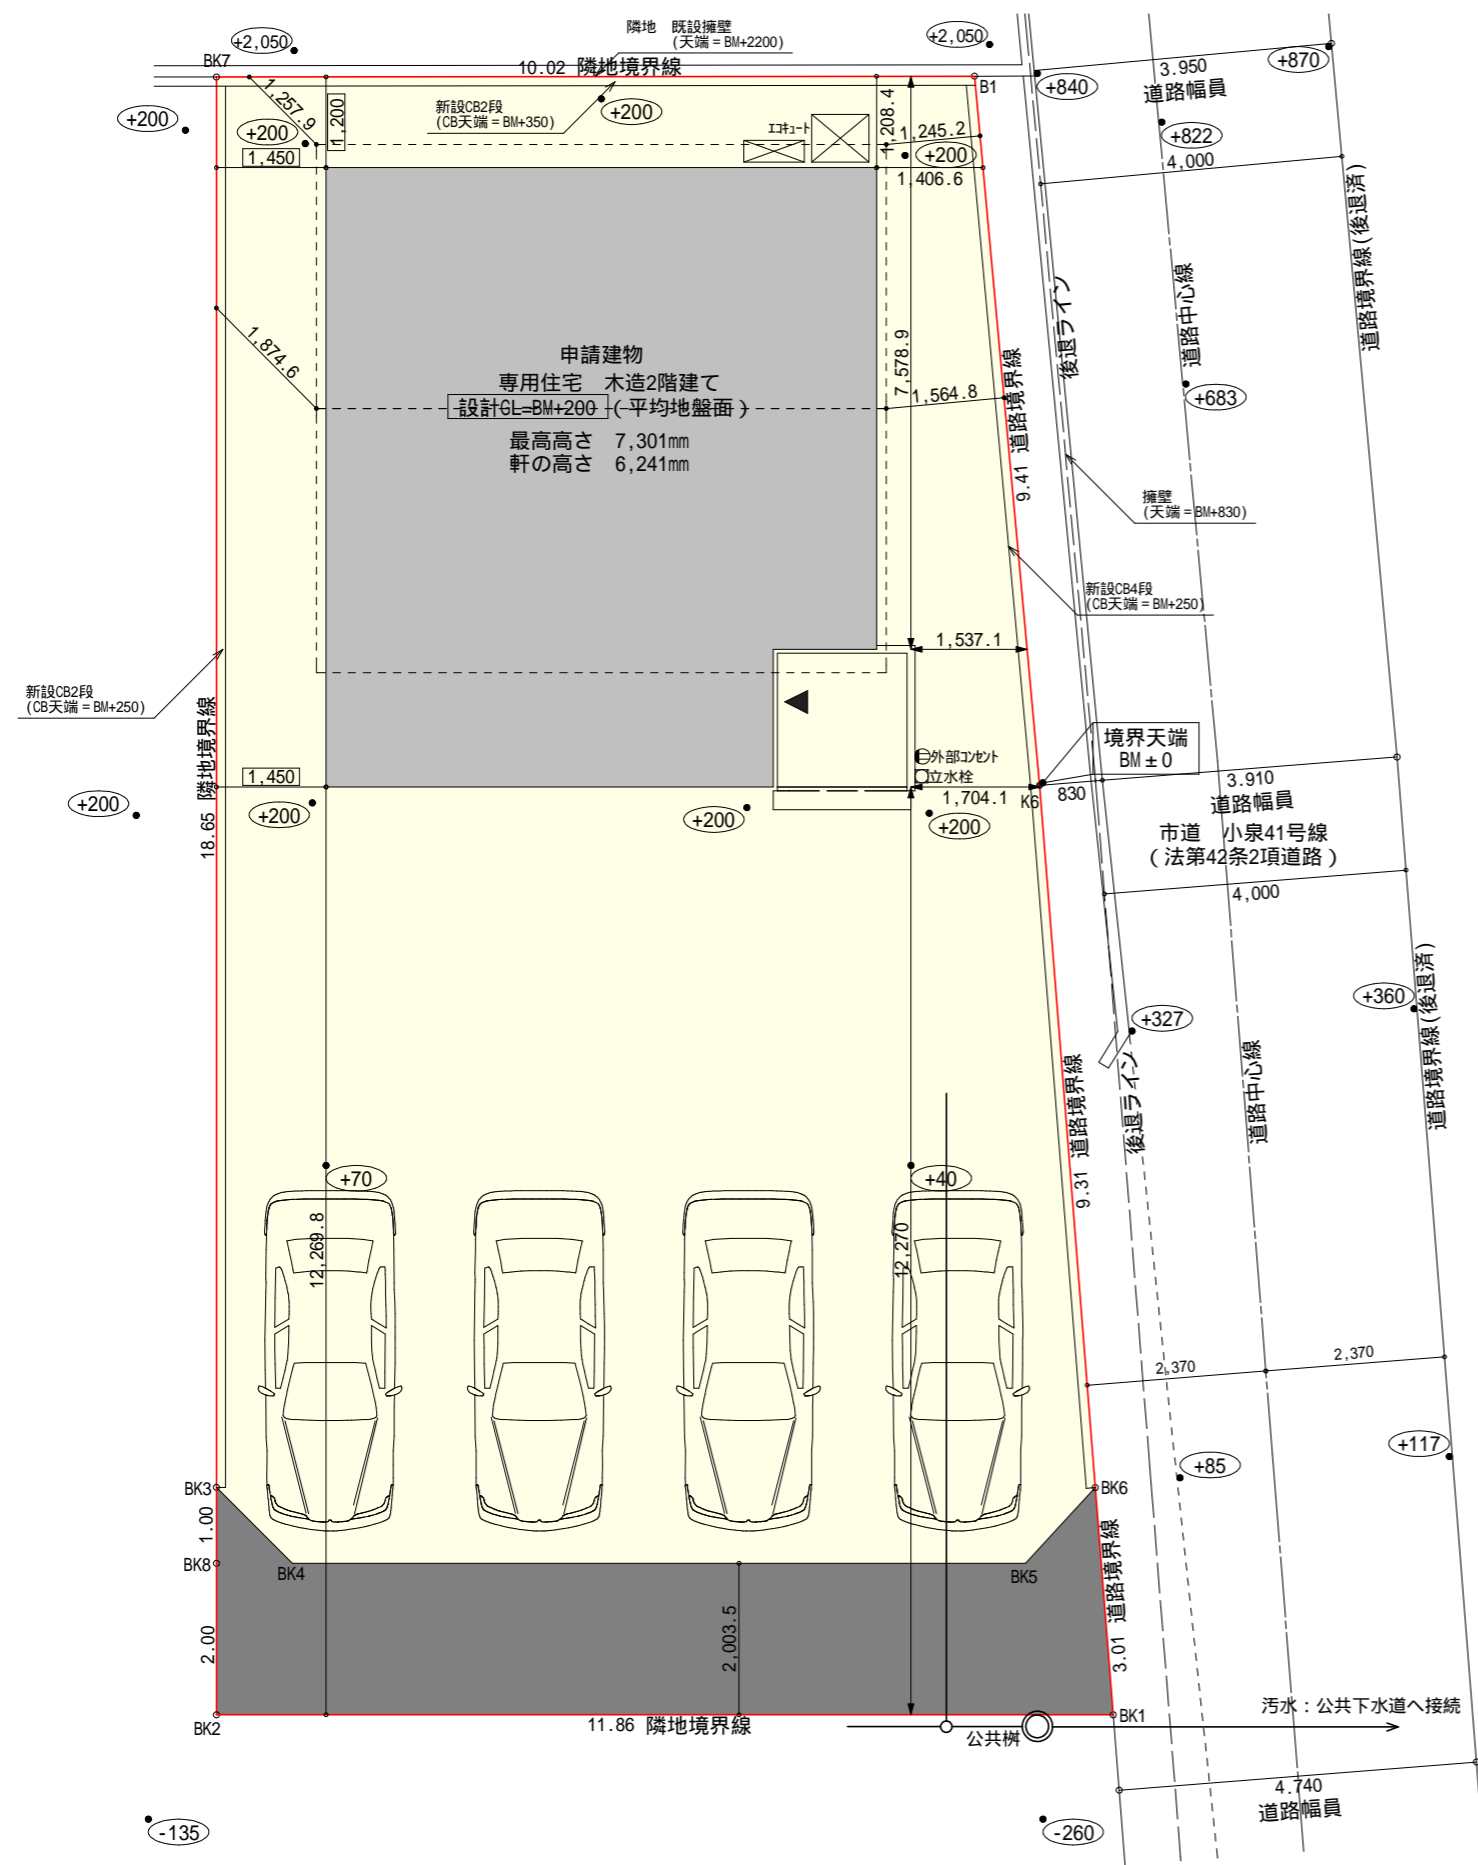 隣地　既設擁壁
(天端＝BM+2200)
+2,050
+2,050
BK7
10.02 隣地境界線
B1
+870
3.950
道路幅員
+840
+200
+200
1,257.9
1,200
新設CB2段
(CB天端＝BM+350)
+200
エコキュート
1,208.4
1,245.2
+200
+822
4,000
1,450
1,406.6
道路境界線(後退済)
後退ライン
道路中心線
1,874.6
申請建物
専用住宅　木造2階建て
設計GL=BM+200（平均地盤面）
最高高さ　7,301㎜
軒の高さ　6,241㎜
7,578.9
1,564.8
9.41 道路境界線
+683
擁壁
(天端＝BM+830)
新設CB4段
(CB天端＝BM+250)
1,537.1
新設CB2段
(CB天端＝BM+250)
18.65 隣地境界線
境界天端
BM±0
外部コンセント
立水栓
1,450
1,704.1
K6
830
3.910
道路幅員
市道　小泉41号線
（法第42条2項道路）
+200
+200
+200
+200
4,000
+360
+327
道路境界線(後退済)
道路中心線
後退ライン
9.31 道路境界線
+70
+40
12,269.8
12,270
2,370
2,370
+117
+85
BK3
BK6
1.00
BK8
BK4
BK5
3.01 道路境界線
2.00
2,003.5
BK2
11.86 隣地境界線
BK1
公共桝
汚水：公共下水道へ接続
4.740
道路幅員
-135
-260